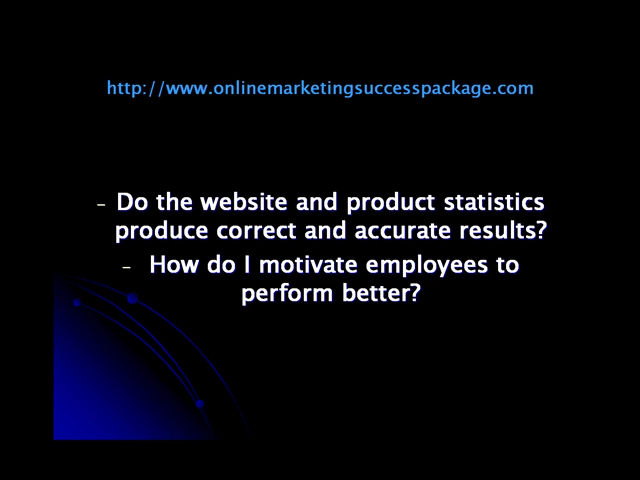 http://www.onlinemarketingsuccesspackage.com
– Do the website and product statistics
produce correct and accurate results?
– How do I motivate employees to
perform better?